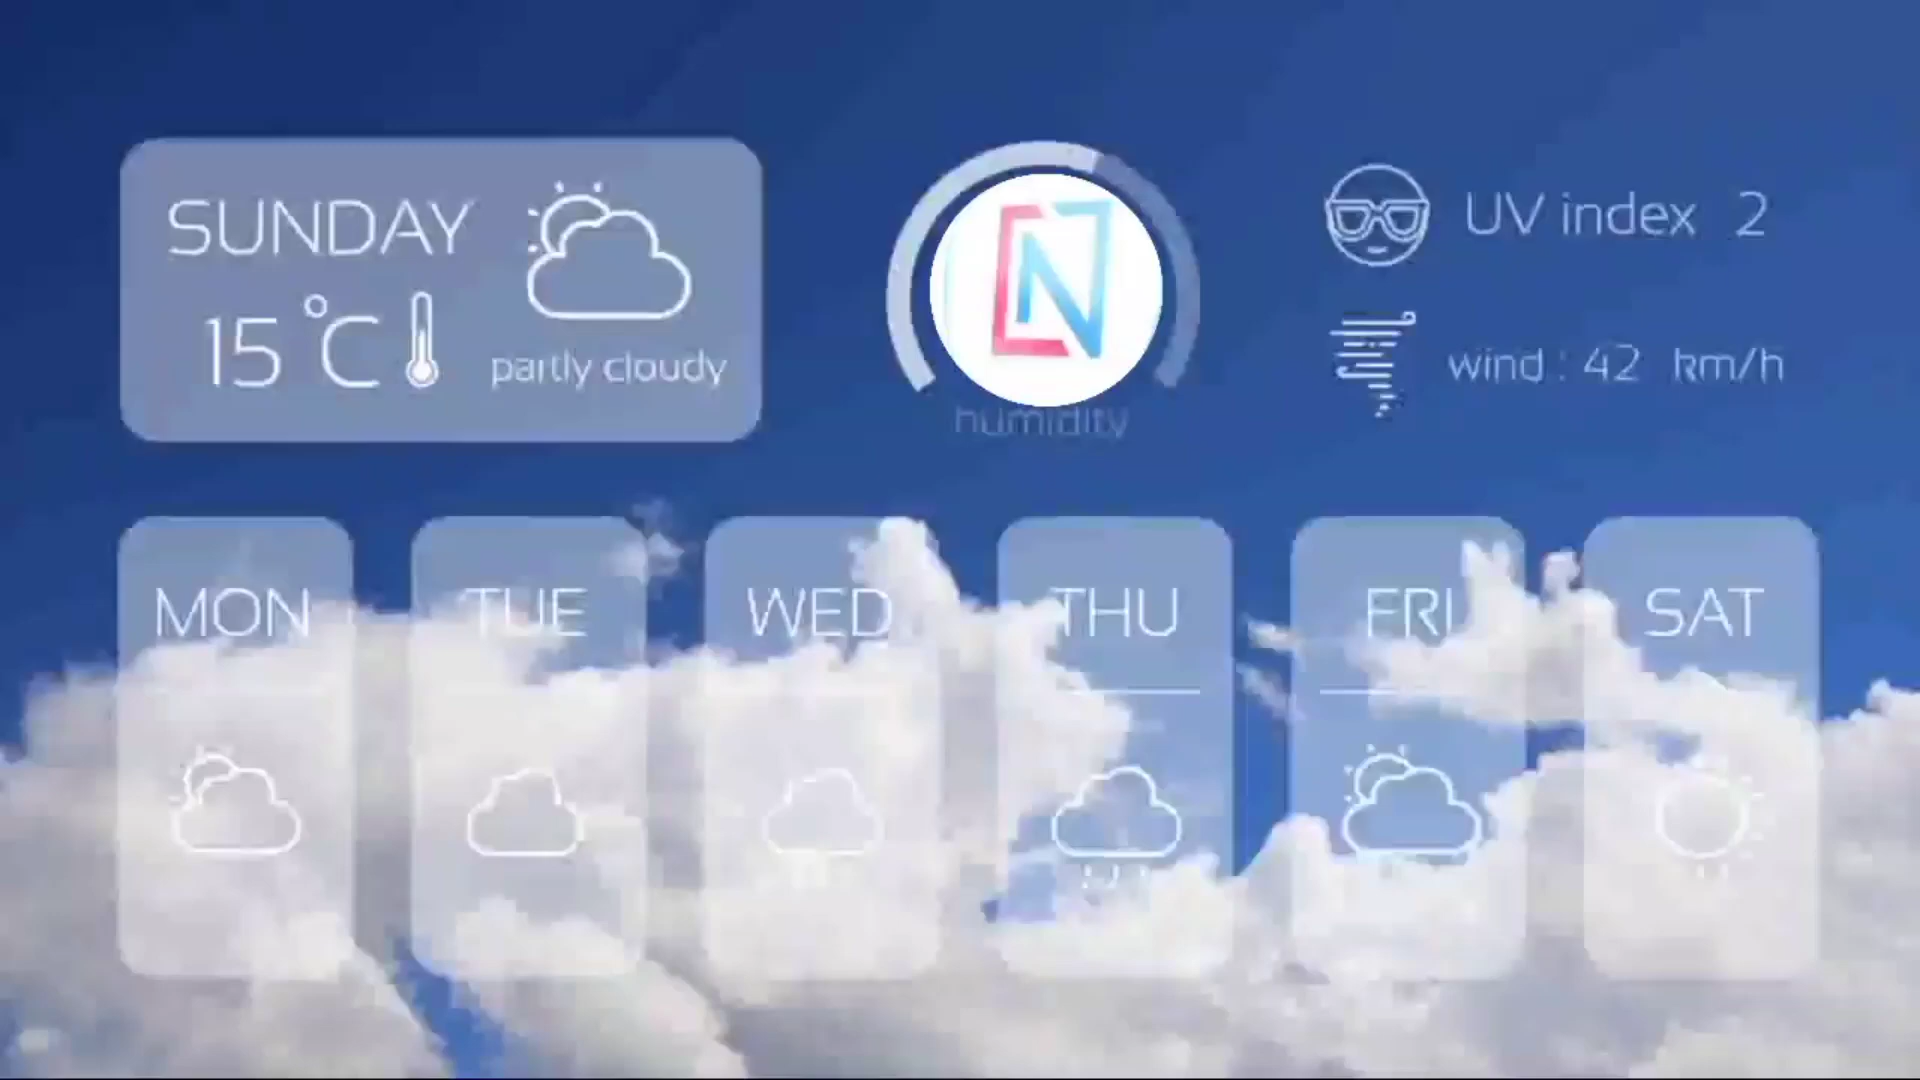 SUNDAY
15 °C
partly cloudy
N
humidity
UV index 2
wind : 42 km/h
MON
TUE
WED
THU
FRI
SAT